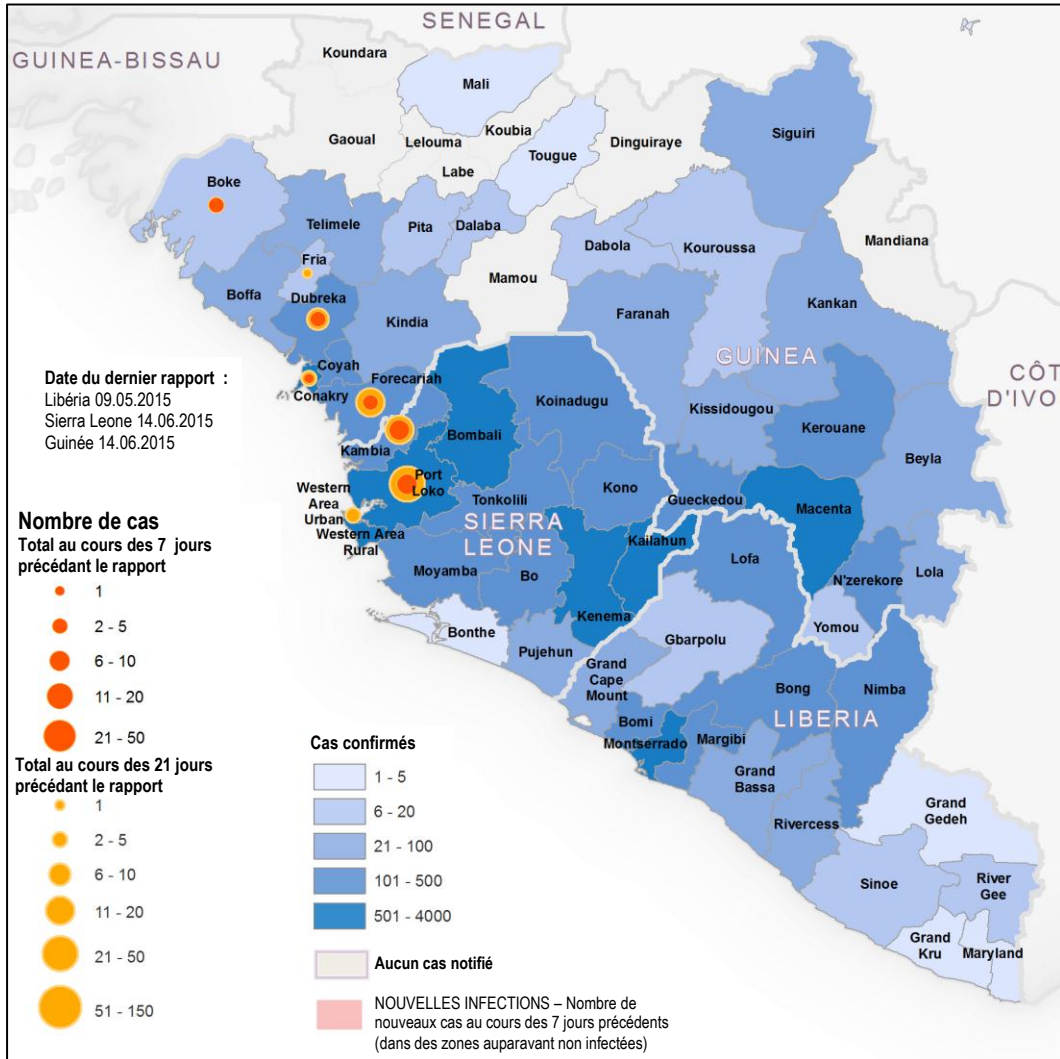 SENEGAL
GUINEA-BISSAU
Koundara
Mali
Gaoual
Lelouma
Koubia
Labe
Tougue
Dinguiraye
Siguiri
Boke
Telimele
Pita
Dalaba
Mamou
Dabola
Kouroussa
Mandiana
Fria
Boffa
Dubreka
Kindia
Faranah
Kankan
GUINEA
CÔT
D'IVO
Date du dernier rapport :
Libéria 09.05.2015
Sierra Leone 14.06.2015
Guinée 14.06.2015
Coyah
Conakry
Forecariah
Koinadugu
Kissidougou
Kerouane
Beyla
Kambia
Bombali
Port
Loko
Tonkolili
Kono
Gueckedou
Macenta
Western
Area
Urban
Western Area
Rural
SIERRA
LEONE
Kailahun
Lofa
N'zerekore
Lola
Moyamba
Bo
Kenema
Yomou
Bonthe
Pujehun
Gbarpolu
Grand
Cape
Mount
Bong
Nimba
LIBERIA
Bomi
Montserrado
Margibi
Grand
Bassa
Rivercess
Grand
Gedeh
Sinoe
River
Gee
Grand
Kru
Maryland
Nombre de cas
Total au cours des 7 jours
précédant le rapport
1
2 - 5
6 - 10
11 - 20
21 - 50
Total au cours des 21 jours
précédant le rapport
1
2 - 5
6 - 10
11 - 20
21 - 50
51 - 150
Cas confirmés
1 - 5
6 - 20
21 - 100
101 - 500
501 - 4000
Aucun cas notifié
NOUVELLES INFECTIONS – Nombre de
nouveaux cas au cours des 7 jours précédents
(dans des zones auparavant non infectées)